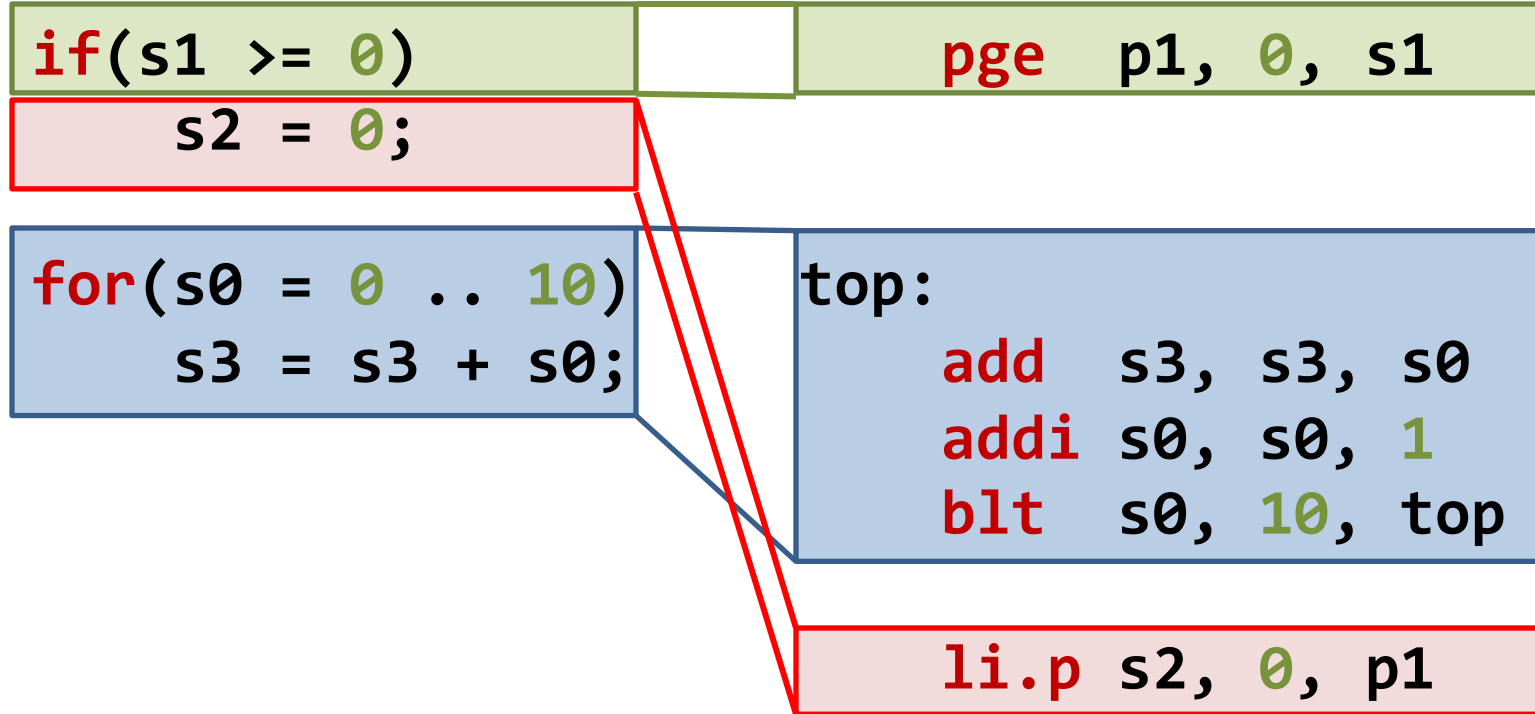 if(s1 >= 0)
    s2 = 0;
for(s0 = 0 .. 10)
    s3 = s3 + s0;
pge p1, 0, s1
top:
    add s3, s3, s0
    addi s0, s0, 1
    blt s0, 10, top
li.p s2, 0, p1